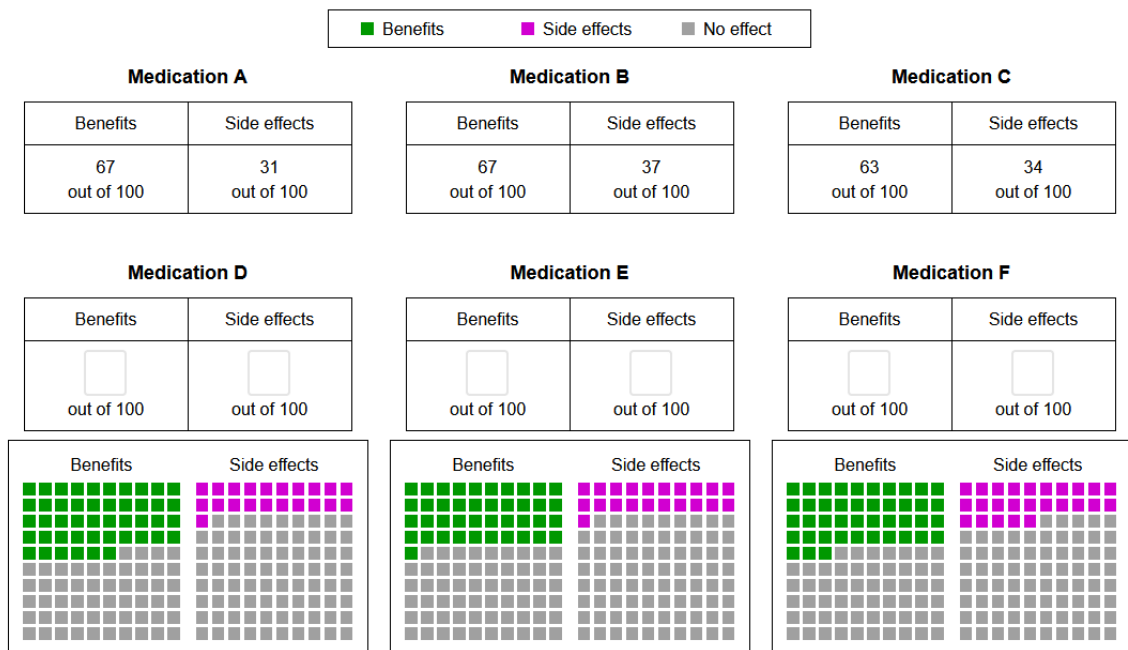 Benefits Side effects No effect
Medication A Medication B Medication C
Benefits Side effects Benefits Side effects Benefits Side effects
67 31 67 37 63 34
out of 100 out of 100 out of 100 out of 100 out of 100 out of 100
Medication D Medication E Medication F
Benefits Side effects Benefits Side effects Benefits Side effects
out of 100 out of 100 out of 100 out of 100 out of 100 out of 100
Benefits Side effects Benefits Side effects Benefits Side effects